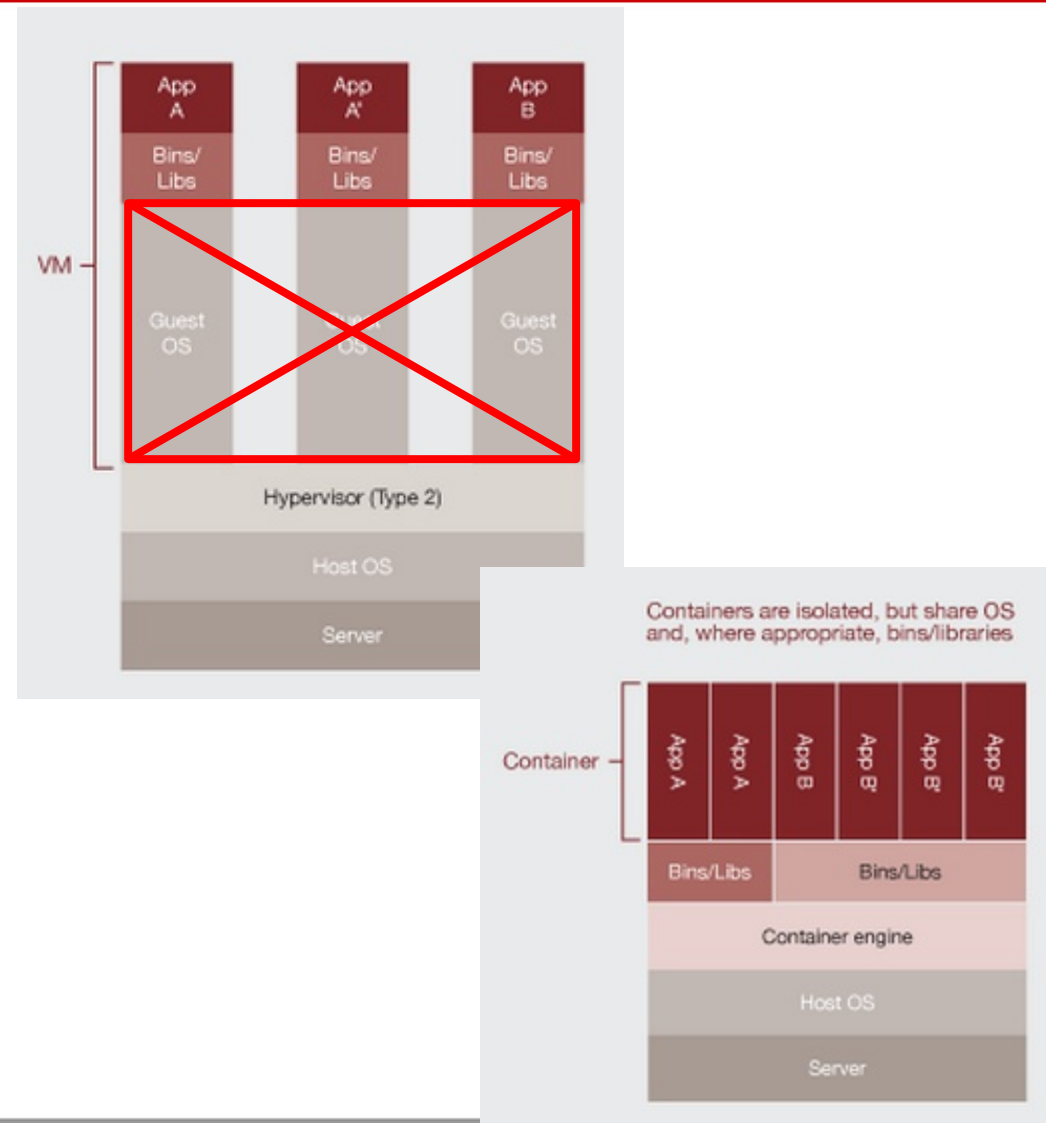 App
A
App
A'
App
B
Bins/
Libs
Bins/
Libs
Bins/
Libs
VM
Guest
OS
Guest
OS
Guest
OS
Hypervisor (Type 2)
Host OS
Server
Containers are isolated, but share OS
and, where appropriate, bins/libraries
Container
App A
App A
App B
App B'
App B'
App B'
Bins/Libs
Bins/Libs
Container engine
Host OS
Server